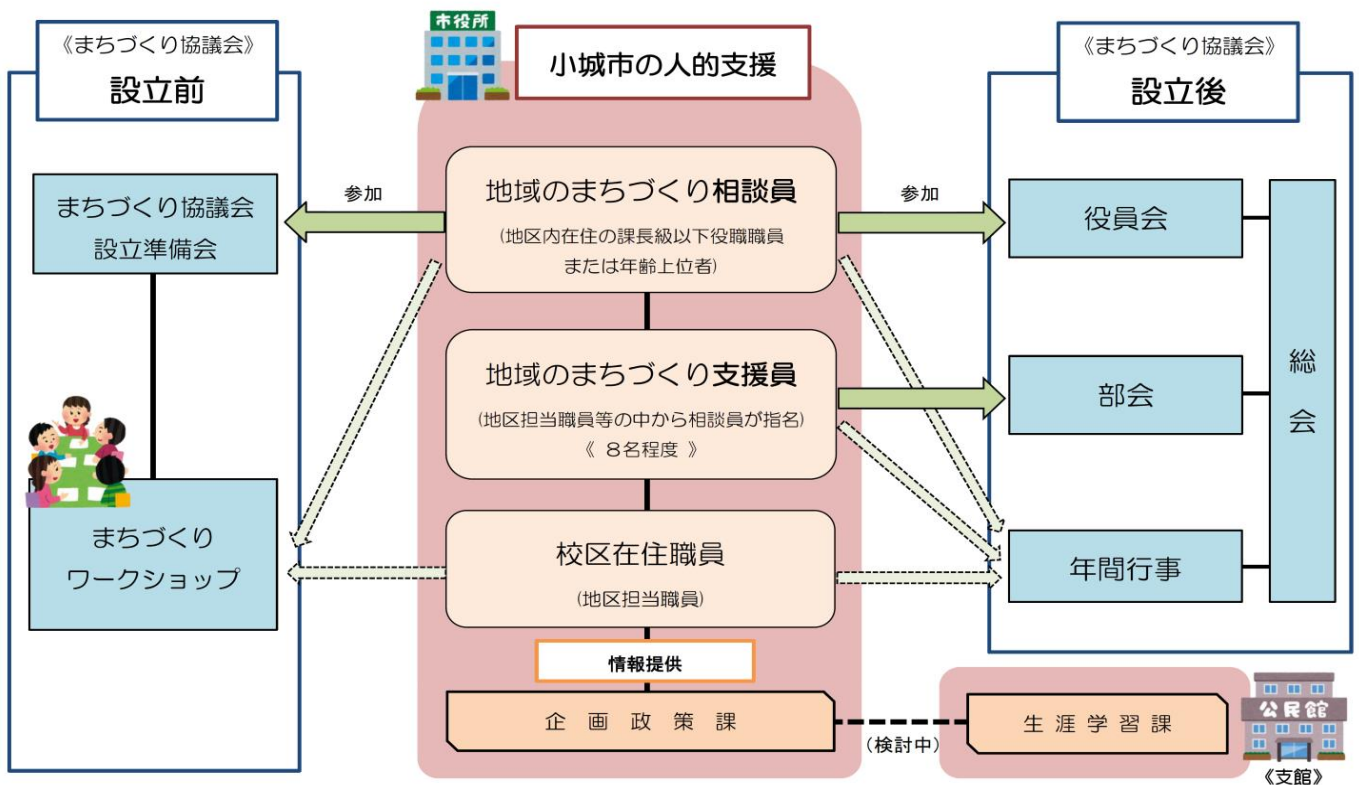 《まちづくり協議会》
設立前
まちづくり協議会
設立準備会
まちづくり
ワークショップ
市役所
小城市の人的支援
参加
参加
地域のまちづくり相談員
(地区内在住の課長級以下役職職員
または年齢上位者)
地域のまちづくり支援員
(地区担当職員等の中から相談員が指名)
《 8名程度 》
校区在住職員
(地区担当職員)
情報提供
企画政策課
(検討中)
《まちづくり協議会》
設立後
役員会
部会
年間行事
総会
生涯学習課
公民館
《支館》